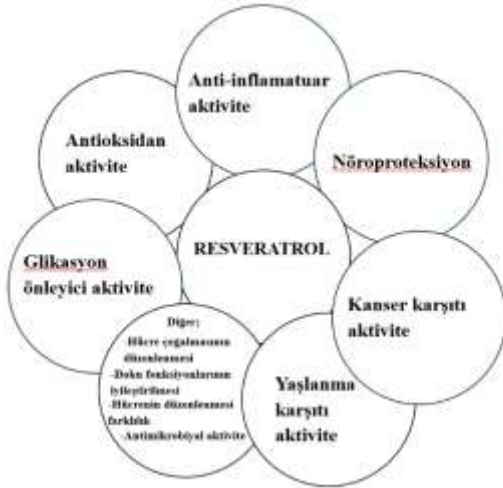 Anti-inflamatuar
aktivite
Nöroproteksiyon
Kanser karşıtı
aktivite
Yaşlanma
karşıtı
aktivite
Diğer;
-Hücre çoğalmasının
düzenlenmesi
-Doku fonksiyonlarının
iyileştirilmesi
-Hücrenin düzenlenmesi
farklılık
-Antimikrobiyal aktivite
Glikasyon
önleyici aktivite
Antioksidan
aktivite
RESVERATROL